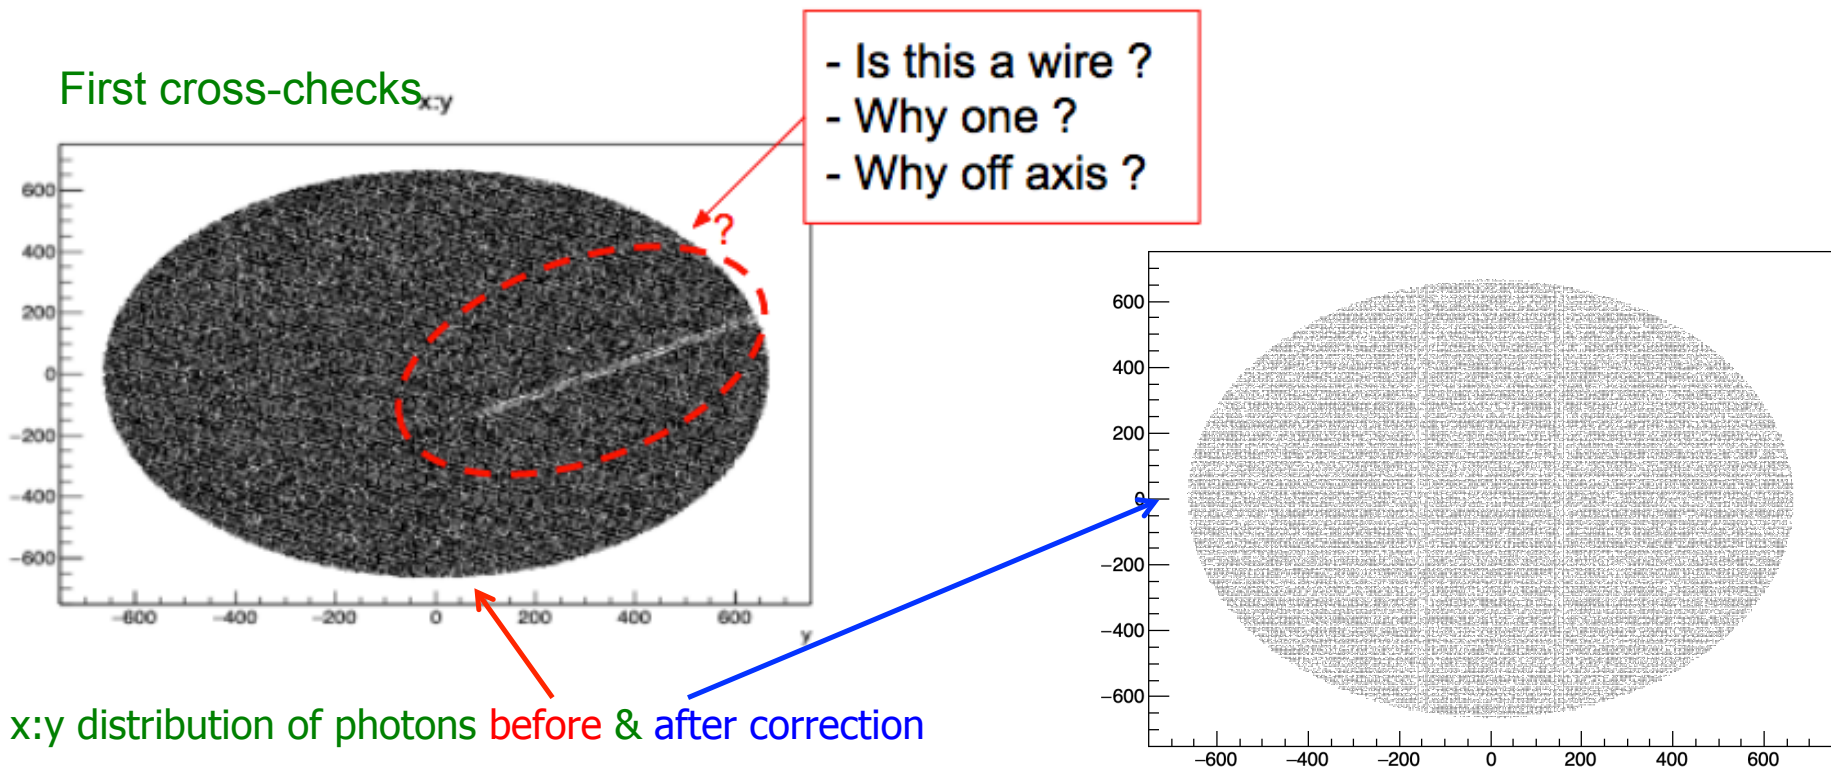 - Is this a wire ?
- Why one ?
- Why off axis ?
First cross-checks
x:y
?
600
400
200
0
−200
−400
−600
−600 −400 −200 0 200 400 600
y
600
400
200
0
−200
−400
−600
−600 −400 −200 0 200 400 600
x:y distribution of photons before & after correction